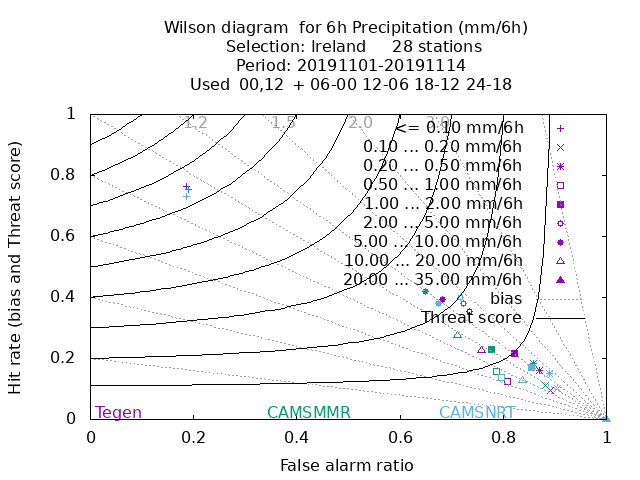 Wilson diagram  for 6h Precipitation (mm/6h)
Selection: Ireland     28 stations
Period: 20191101-20191114
Used  00,12  + 06-00 12-06 18-12 24-18
Hit rate (bias and Threat score)
1
0.8
0.6
0.4
0.2
0
1.2
1.5
2.0
<= 0.10 mm/6h
0.10 ... 0.20 mm/6h
0.20 ... 0.50 mm/6h
0.50 ... 1.00 mm/6h
1.00 ... 2.00 mm/6h
2.00 ... 5.00 mm/6h
5.00 ... 10.00 mm/6h
10.00 ... 20.00 mm/6h
20.00 ... 35.00 mm/6h
bias
Threat score
Tegen CAMSMMR CAMSNRT
0 0.2 0.4 0.6 0.8 1
False alarm ratio